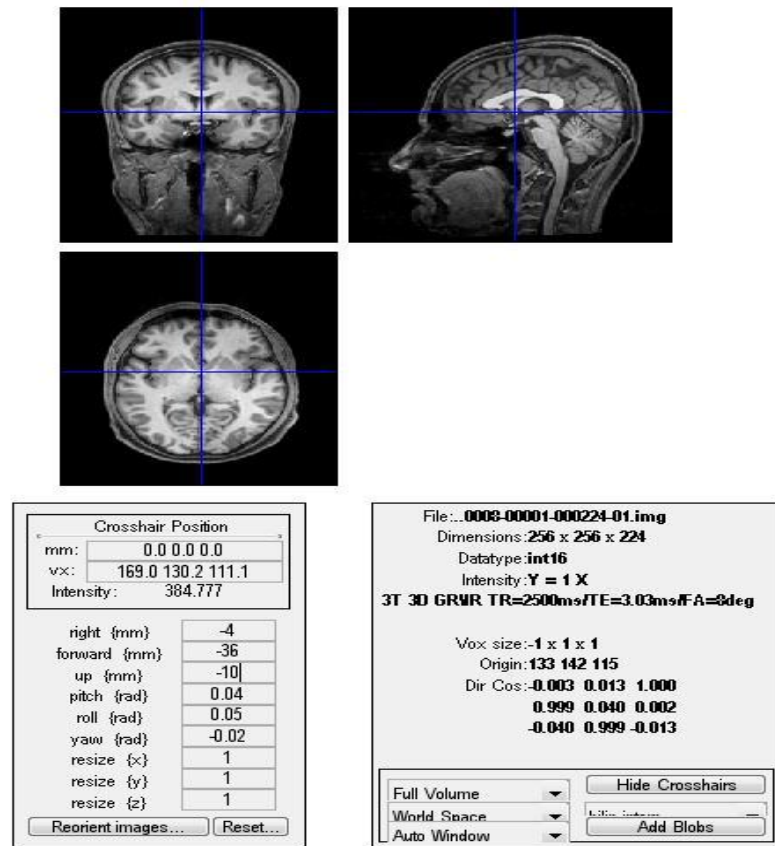 Crosshair Position
mm: 0.0 0.0 0.0
vx: 169.0 130.2 111.1
Intensity: 384.777
right {mm} -4
forward {mm} -36
up {mm} -10
pitch {rad} 0.04
roll {rad} 0.05
yaw {rad} -0.02
resize {x} 1
resize {y} 1
resize {z} 1
Reorient images... Reset...
File:..0003-00001-000224-01.img
Dimensions:256 x 256 x 224
Datatype:int16
Intensity:Y = 1 X
3T 3D TR=2500ms/TE=3.03ms/FA=8deg
Vox size:-1 x 1 x 1
Origin:133 142 115
Dir Cos:-0.003 0.013 1.000
0.999 0.040 0.002
-0.040 0.999 -0.013
Full Volume Hide Crosshairs
World Space
Auto Window Add Blobs